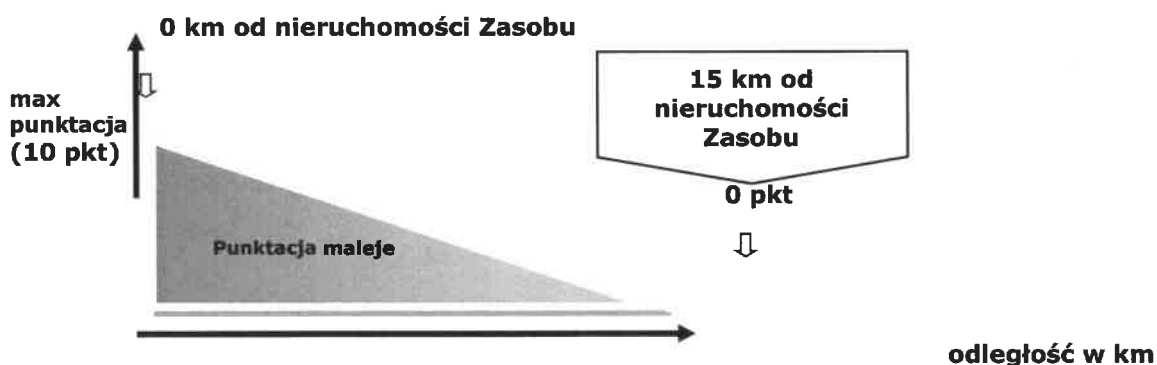 0 km od nieruchomości Zasobu
max
punktacja
(10 pkt)
15 km od
nieruchomości
Zasobu
0 pkt
Punktacja maleje
odległość w km